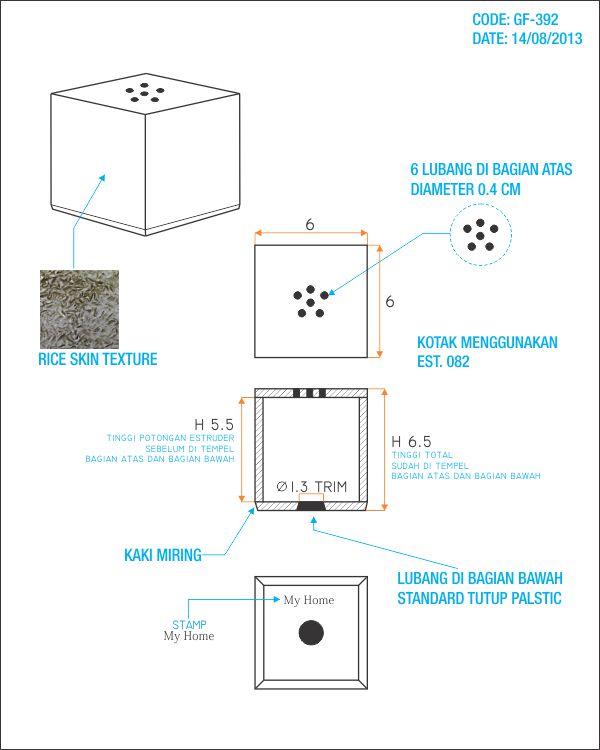 CODE: GF-392
DATE: 14/08/2013
6 LUBANG DI BAGIAN ATAS
DIAMETER 0.4 CM
6
6
RICE SKIN TEXTURE
KOTAK MENGGUNAKAN
EST. 082
H 5.5
TINGGI POTONGAN ESTRUDER
SEBELUM DI TEMPEL
BAGIAN ATAS DAN BAGIAN BAWAH
H 6.5
TINGGI TOTAL
SUDAH DI TEMPEL
BAGIAN ATAS DAN BAGIAN BAWAH
Ø1.3 TRIM
KAKI MIRING
LUBANG DI BAGIAN BAWAH
STANDARD TUTUP PALSTIC
My Home
STAMP
My Home